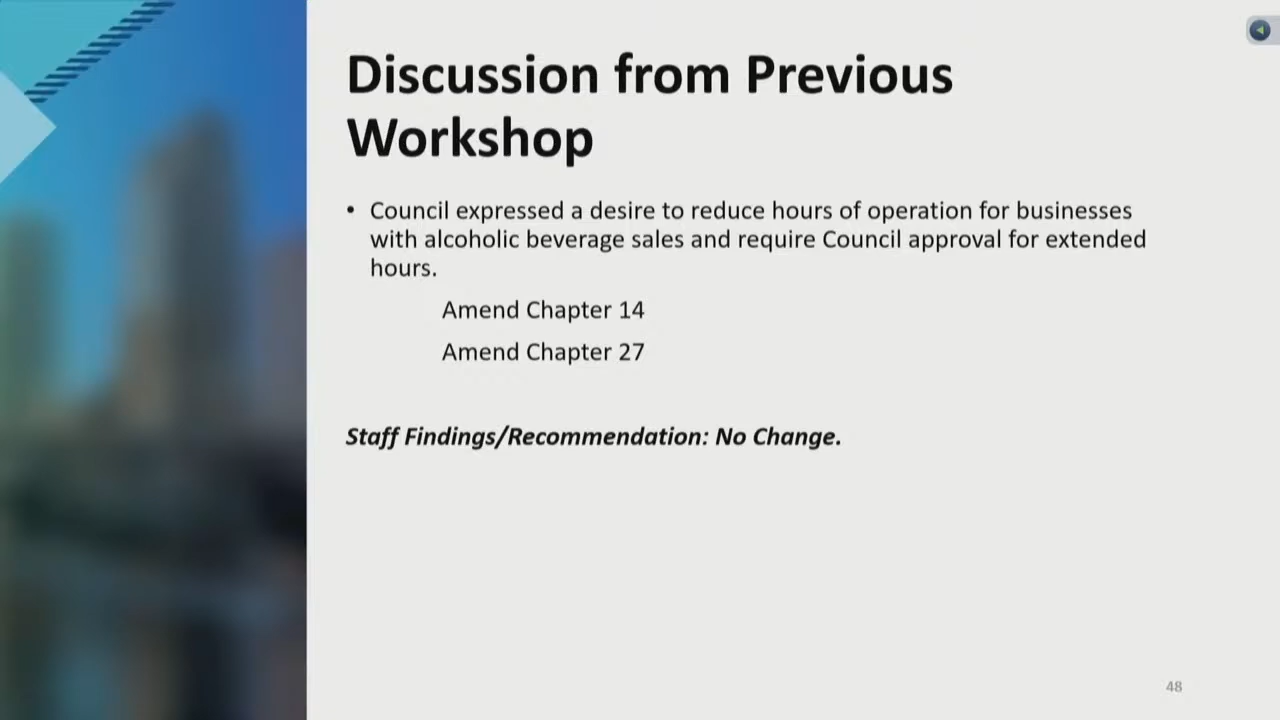 Discussion from Previous
Workshop
• Council expressed a desire to reduce hours of operation for businesses
with alcoholic beverage sales and require Council approval for extended
hours.
Amend Chapter 14
Amend Chapter 27
Staff Findings/Recommendation: No Change.
48